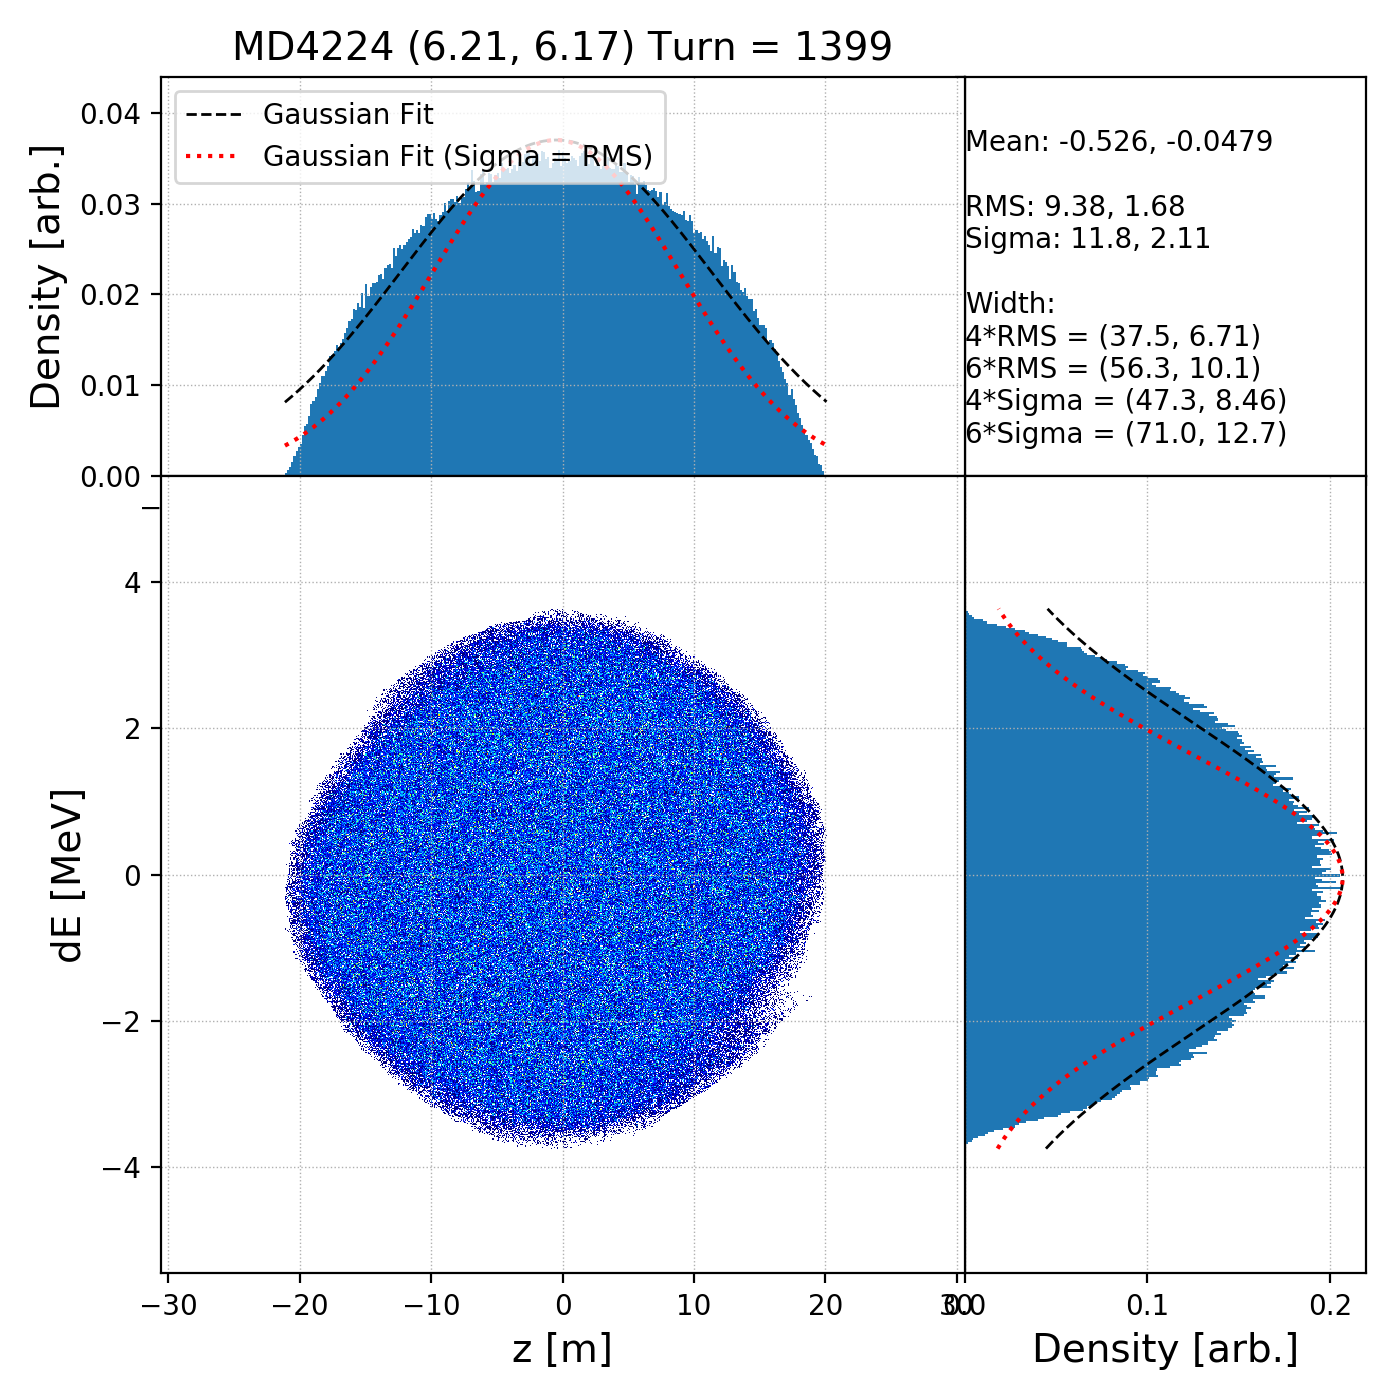 MD4224 (6.21, 6.17) Turn = 1399
Gaussian Fit
Gaussian Fit (Sigma = RMS)
Density [arb.]
0.04
0.03
0.02
0.01
0.00
Mean: -0.526, -0.0479
RMS: 9.38, 1.68
Sigma: 11.8, 2.11
Width:
4*RMS = (37.5, 6.71)
6*RMS = (56.3, 10.1)
4*Sigma = (47.3, 8.46)
6*Sigma = (71.0, 12.7)
dE [MeV]
4
2
0
−2
−4
−30 −20 −10 0 10 20 30
z [m]
0.0 0.1 0.2
Density [arb.]